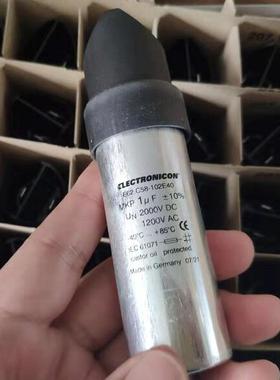 ELECTRONICON
E62.C58-102E40
MKP 1µF ±10%
UN 2000V DC
1200V AC
-40°C ... +85°C CE
IEC 61071
castor oil protected
Made in Germany 07/21